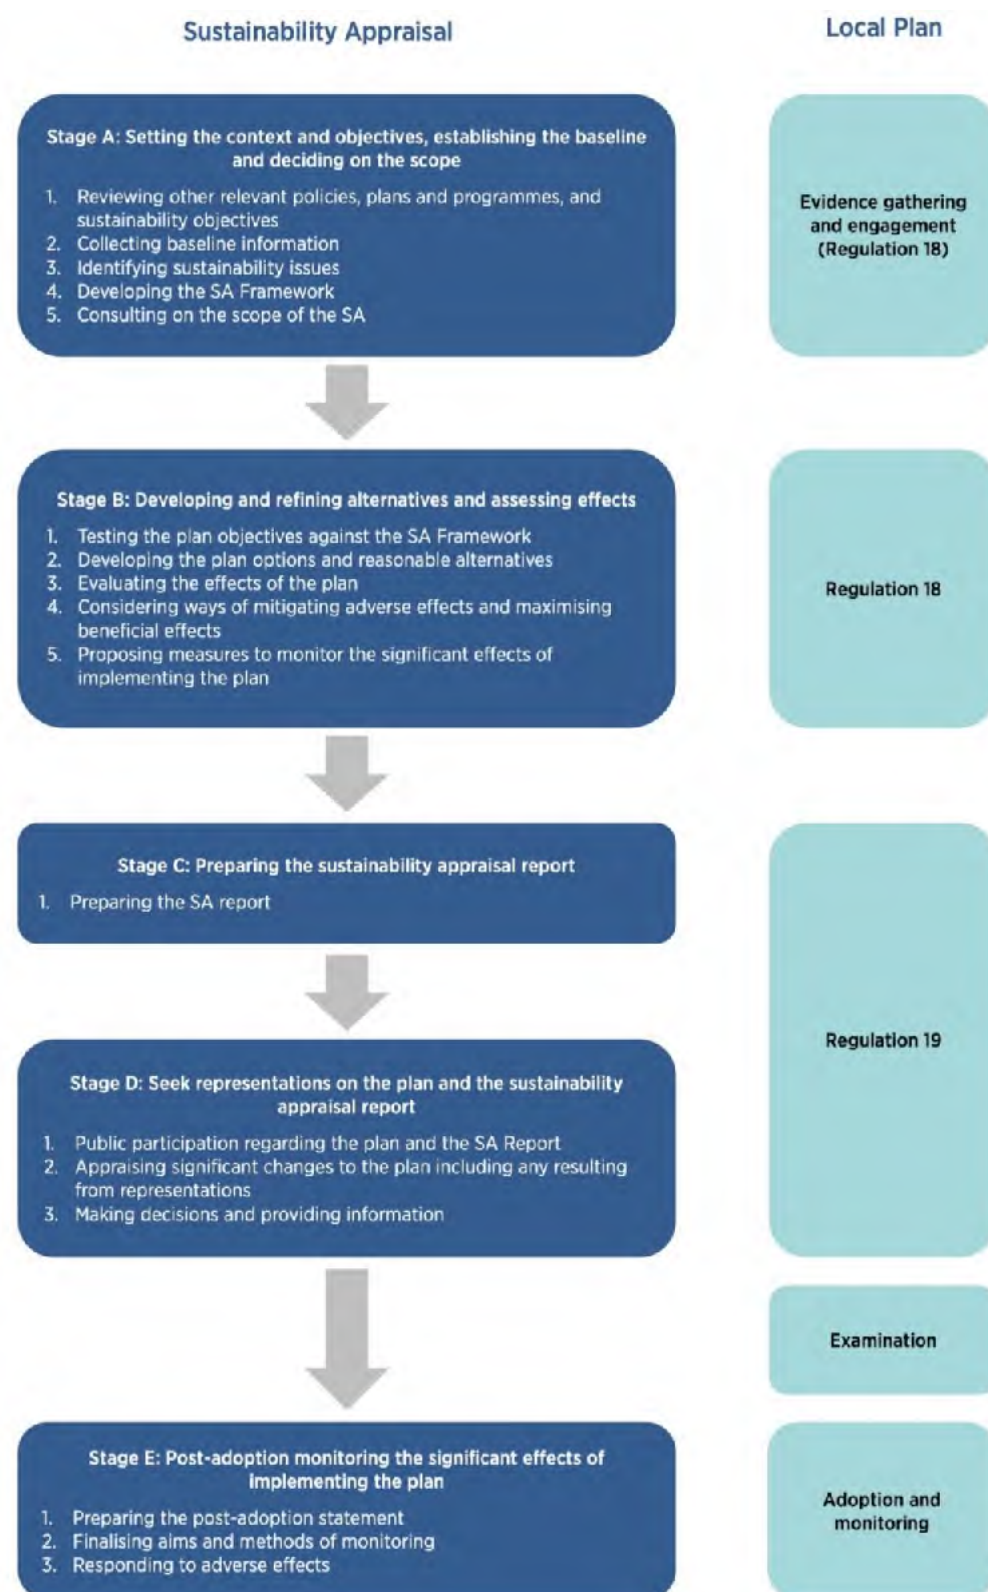 Sustainability Appraisal
Local Plan
Stage A: Setting the context and objectives, establishing the baseline
and deciding on the scope
1. Reviewing other relevant policies, plans and programmes, and
sustainability objectives
2. Collecting baseline information
3. Identifying sustainability issues
4. Developing the SA Framework
5. Consulting on the scope of the SA
Evidence gathering
and engagement
(Regulation 18)
Stage B: Developing and refining alternatives and assessing effects
1. Testing the plan objectives against the SA Framework
2. Developing the plan options and reasonable alternatives
3. Evaluating the effects of the plan
4. Considering ways of mitigating adverse effects and maximising
beneficial effects
5. Proposing measures to monitor the significant effects of
implementing the plan
Regulation 18
Stage C: Preparing the sustainability appraisal report
1. Preparing the SA report
Stage D: Seek representations on the plan and the sustainability
appraisal report
1. Public participation regarding the plan and the SA Report
2. Appraising significant changes to the plan including any resulting
from representations
3. Making decisions and providing information
Regulation 19
Examination
Stage E: Post-adoption monitoring the significant effects of
implementing the plan
1. Preparing the post-adoption statement
2. Finalising aims and methods of monitoring
3. Responding to adverse effects
Adoption and
monitoring